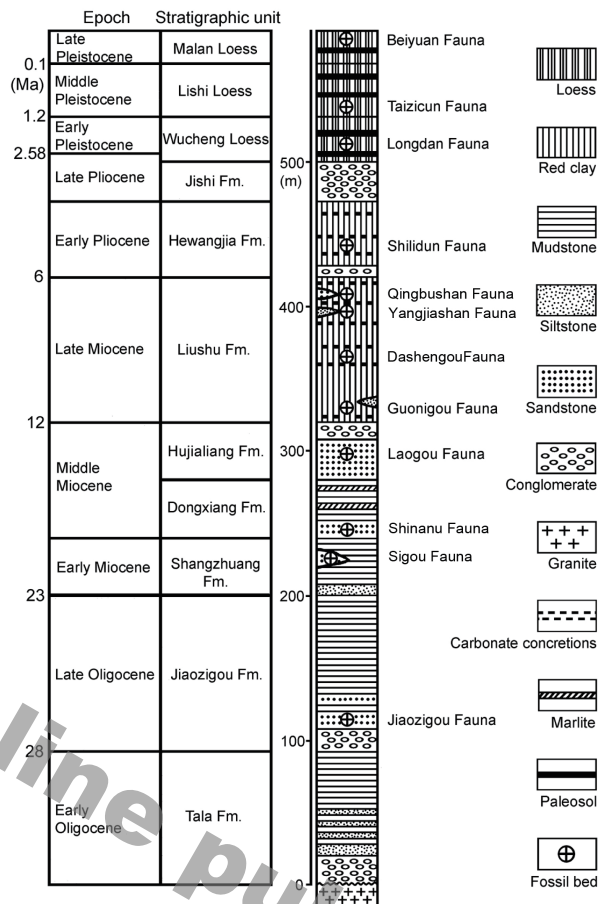 Epoch Stratigraphic unit
Late Pleistocene
Malan Loess
0.1
(Ma)
Middle Pleistocene
Lishi Loess
1.2
Early Pleistocene
Wucheng Loess
2.58
Late Pliocene
Jishi Fm.
Early Pliocene
Hewangjia Fm.
6
Late Miocene
Liushu Fm.
12
Middle Miocene
Hujialiang Fm.
Dongxiang Fm.
Early Miocene
Shangzhuang Fm.
23
Late Oligocene
Jiaozigou Fm.
28
Early Oligocene
Tala Fm.
500
(m)
400
300
200
100
0
Beiyuan Fauna
Taizicun Fauna
Longdan Fauna
Shilidun Fauna
Qingbushan Fauna
Yangjiashan Fauna
DashengouFauna
Guonigou Fauna
Laogou Fauna
Shinanu Fauna
Sigou Fauna
Jiaozigou Fauna
Loess
Red clay
Mudstone
Siltstone
Sandstone
Conglomerate
Granite
Carbonate concretions
Marlite
Paleosol
Fossil bed
line pu